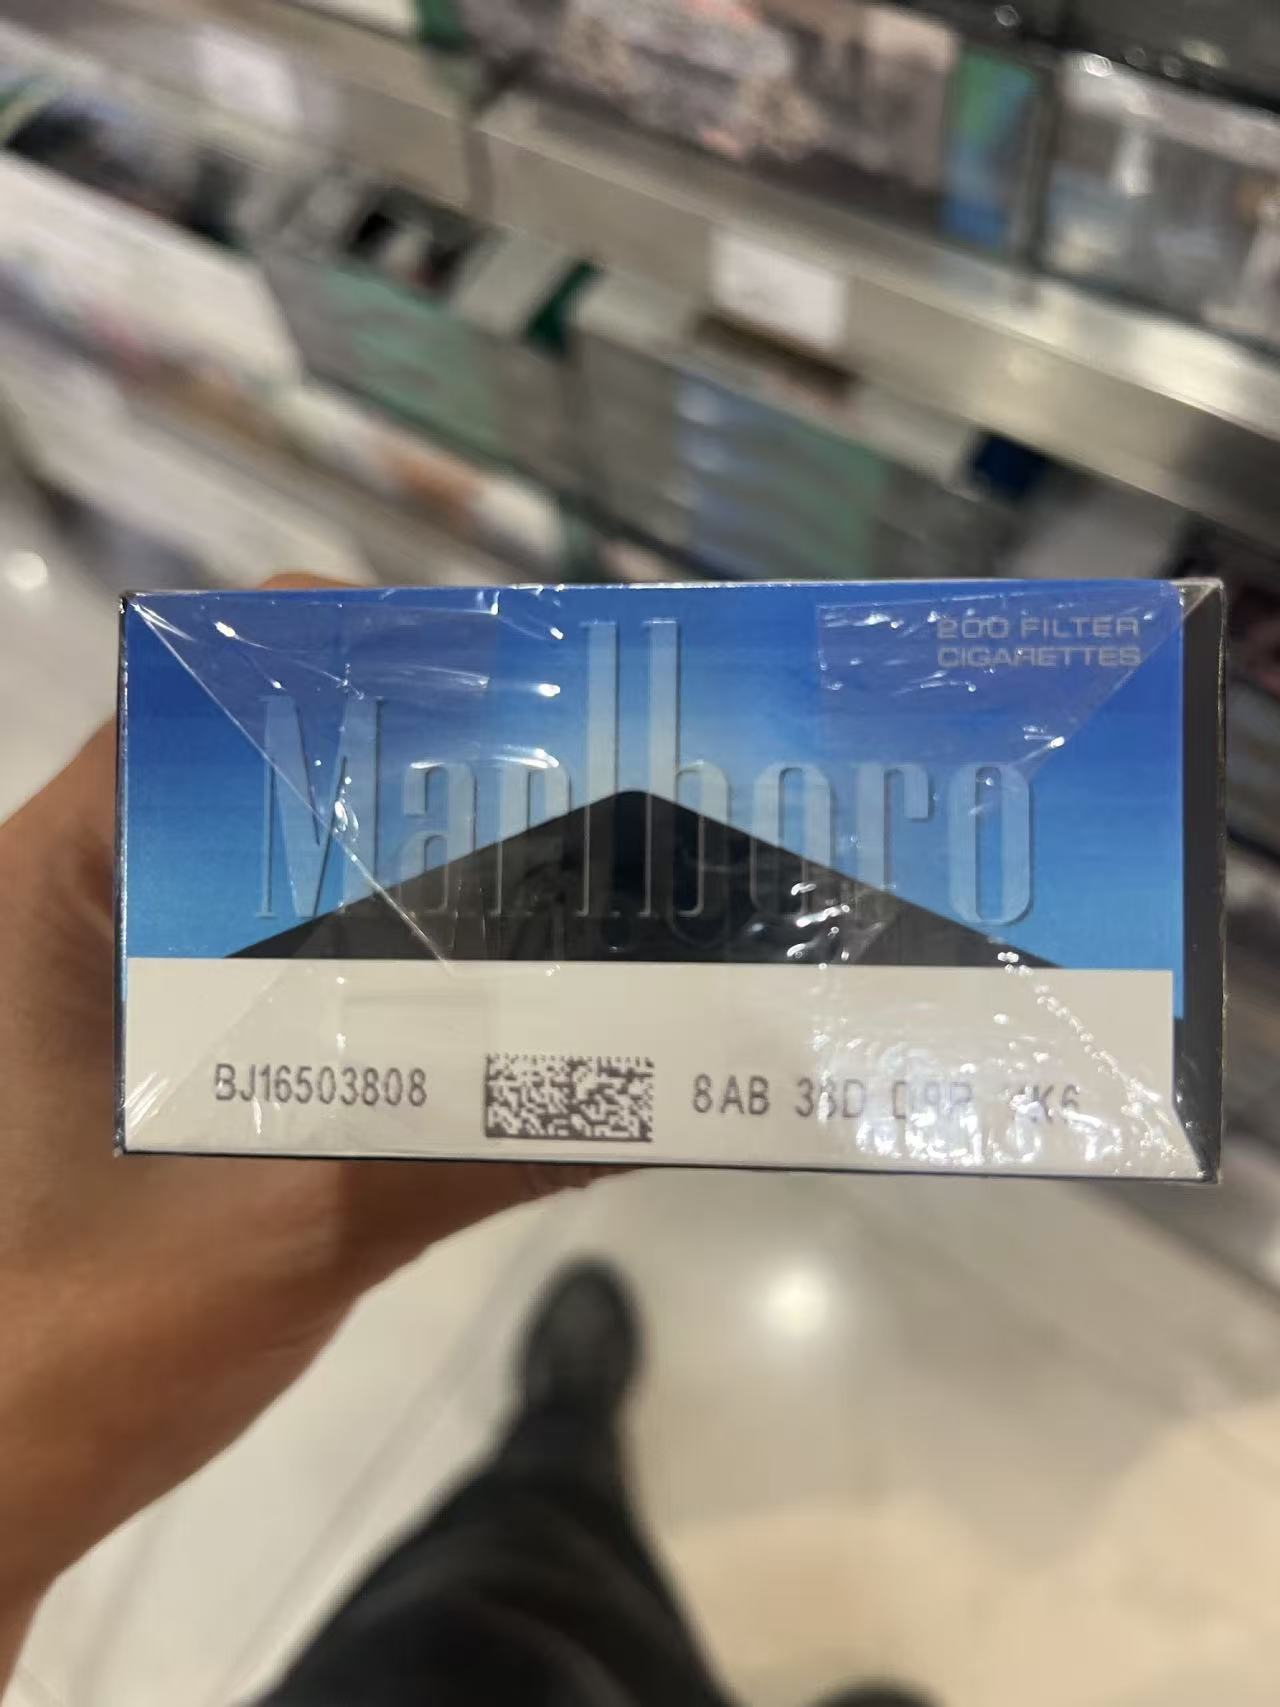 200 FILTER
CIGARETTES
Marlboro
BJ16503808
8AB